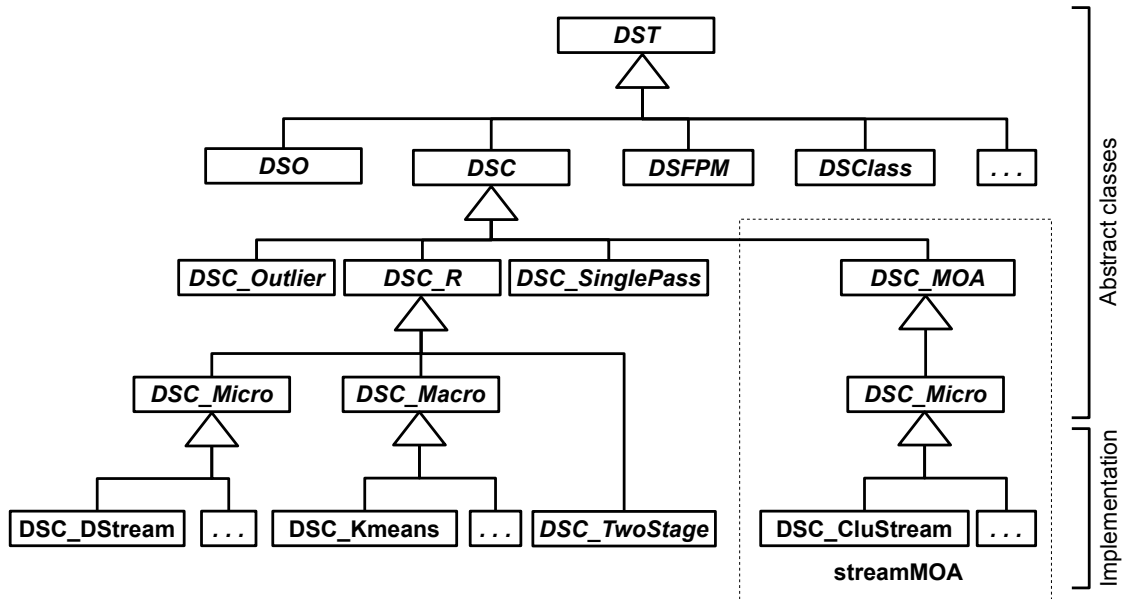 DST
DSO
DSC
DSFPM
DSClass
. . .
DSC_Outlier
DSC_R
DSC_SinglePass
DSC_MOA
DSC_Micro
DSC_Macro
DSC_Micro
DSC_DStream
. . .
DSC_Kmeans
. . .
DSC_TwoStage
DSC_CluStream
. . .
streamMOA
Abstract classes
Implementation